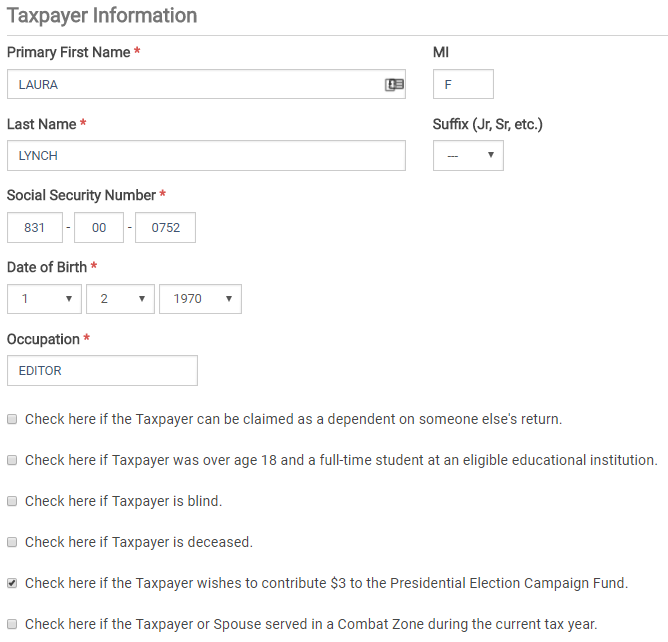 Taxpayer Information
Primary First Name * MI
LAURA F
Last Name * Suffix (Jr, Sr, etc.)
LYNCH ---
Social Security Number *
831 - 00 - 0752
Date of Birth *
1 2 1970
Occupation *
EDITOR
Check here if the Taxpayer can be claimed as a dependent on someone else's return.
Check here if Taxpayer was over age 18 and a full-time student at an eligible educational institution.
Check here if Taxpayer is blind.
Check here if Taxpayer is deceased.
Check here if the Taxpayer wishes to contribute $3 to the Presidential Election Campaign Fund.
Check here if the Taxpayer or Spouse served in a Combat Zone during the current tax year.